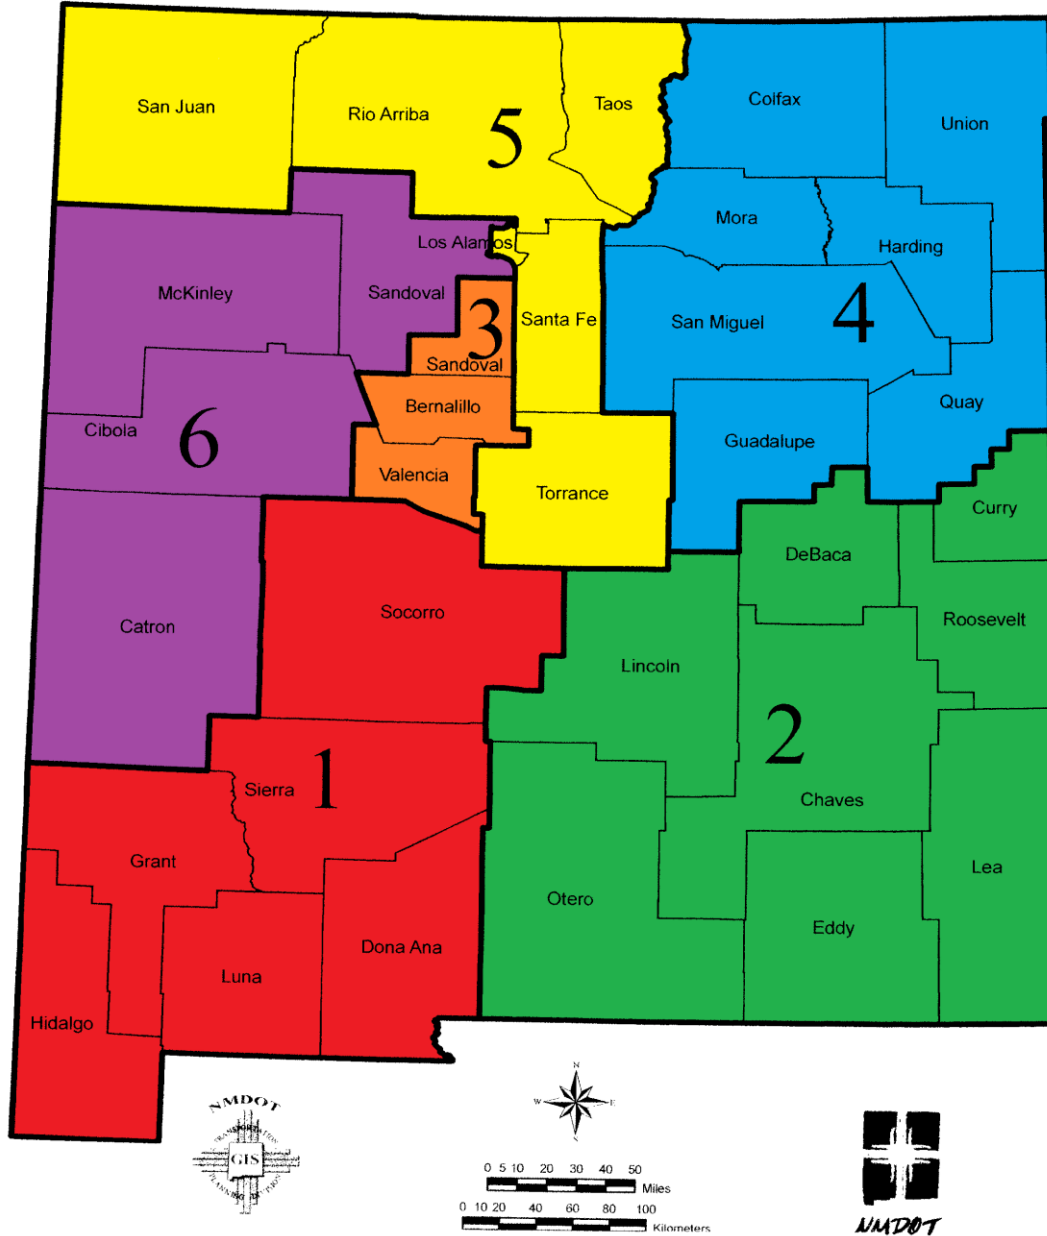 San Juan
Rio Arriba
5
Taos
Colfax
Union
Mora
Harding
Los Alamos
McKinley
Sandoval
3
Santa Fe
San Miguel
4
Sandoval
Bernalillo
Quay
Cibola
6
Guadalupe
Valencia
Torrance
Curry
DeBaca
Catron
Socorro
Roosevelt
Lincoln
2
1
Sierra
Chaves
Grant
Lea
Otero
Eddy
Dona Ana
Luna
Hidalgo
NMDOT
TRANSPORTATION
GIS
PLANNING DIVISION
N
W E
S
0 5 10 20 30 40 50
Miles
0 10 20 40 60 80 100
Kilometers
NMDOT